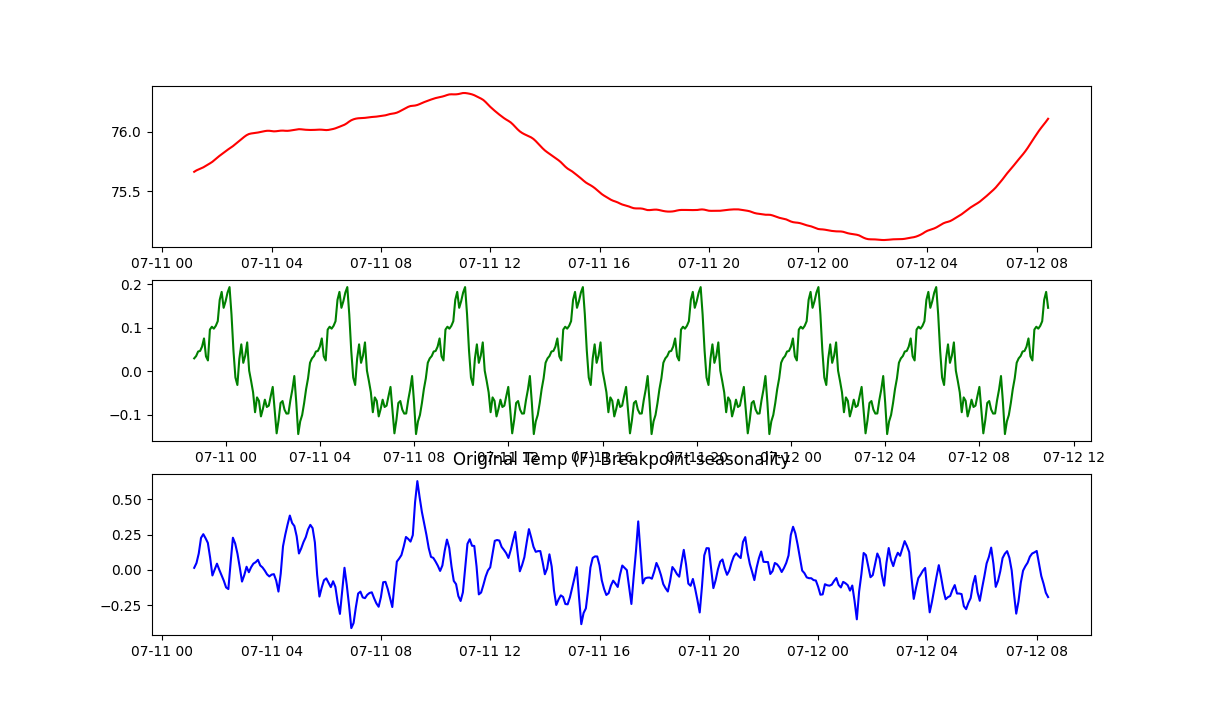 76.0
75.5
07-11 00 07-11 04 07-11 08 07-11 12 07-11 16 07-11 20 07-12 00 07-12 04 07-12 08
0.2
0.1
0.0
−0.1
07-11 00 07-11 04 07-11 08 07-11 12 07-11 16 07-11 20 07-12 00 07-12 04 07-12 08 07-12 12
Original Temp (F)-Breakpoint-seasonality
0.50
0.25
0.00
−0.25
07-11 00 07-11 04 07-11 08 07-11 12 07-11 16 07-11 20 07-12 00 07-12 04 07-12 08